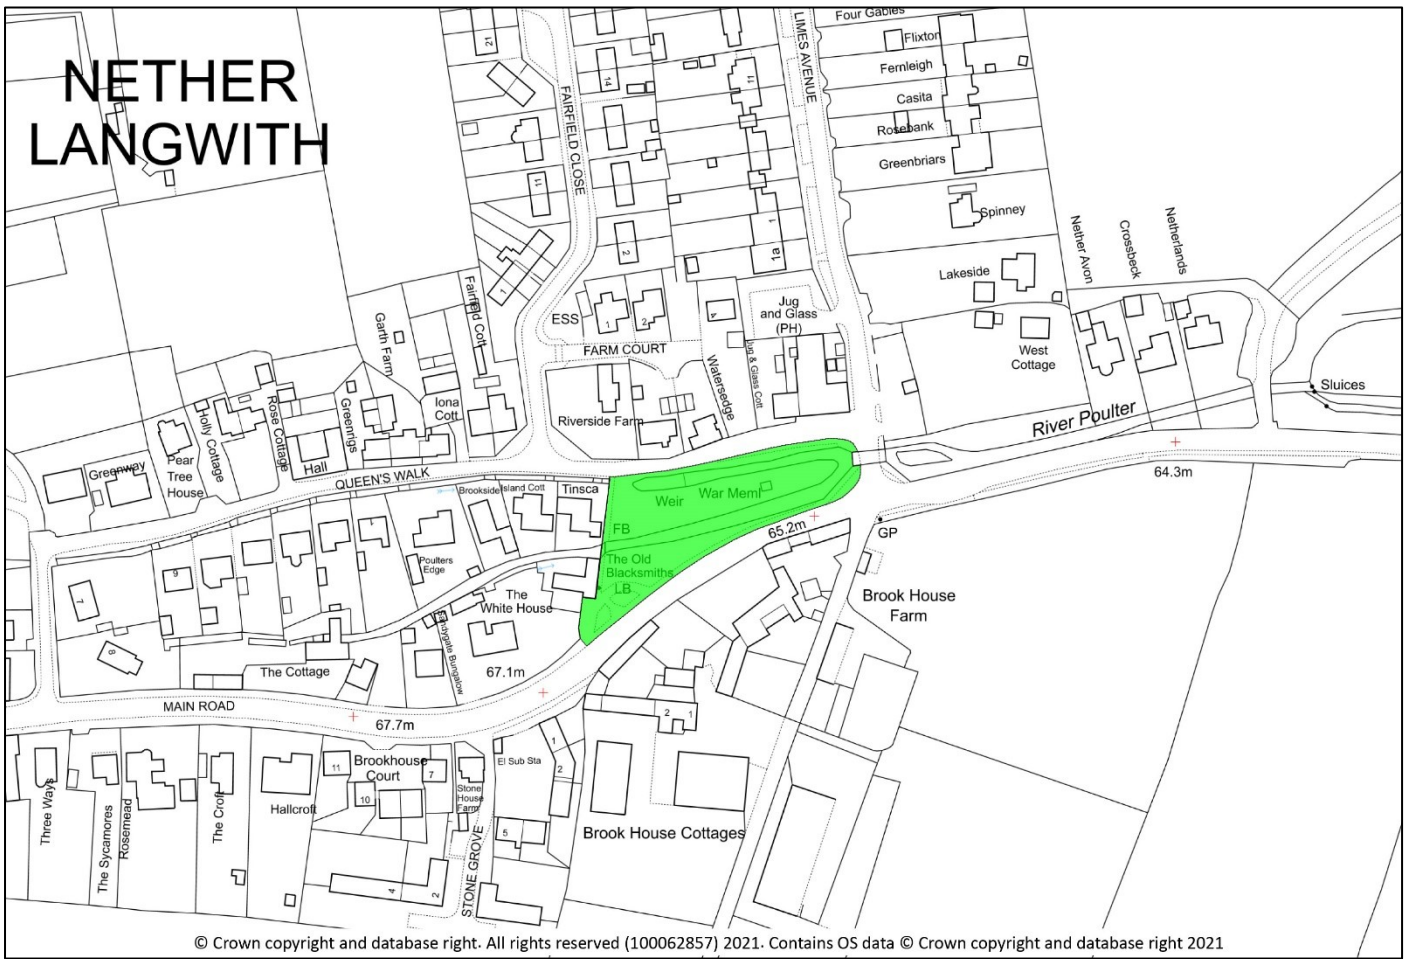 NETHER
LANGWITH
21
14
11
2
1
FAIRFIELD CLOSE
11
1
1a
LIMES AVENUE
Four Gables
Flixton
Fernleigh
Casita
Rosebank
Greenbriars
Spinney
Lakeside
Nether Avon
Crossbeck
Netherlands
West
Cottage
Sluices
River Poulter
64.3m
ESS
1
2
4
FARM COURT
Jug
and Glass
(PH)
Jug & Glass Cott
Watersedge
Riverside Farm
Fairfield Cott
Garth Farm
Iona
Cott
Greenrigs
Hall
Rose Cottage
Holly Cottage
Pear
Tree
House
Greenway
QUEEN'S WALK
Brookside
Island Cott
Tinsca
Weir
War Meml
FB
The Old
Blacksmiths
LB
65.2m
GP
Brook House
Farm
Poulters
Edge
The
White House
Sandygate Bungalow
67.1m
7
9
8
The Cottage
MAIN ROAD
67.7m
Three Ways
The Sycamores
Rosemead
The Croft
Hallcroft
Brookhouse
Court
11
10
7
4
2
Stone
House
Farm
STONE GROVE
El Sub Sta
5
1
2
2
1
Brook House Cottages
© Crown copyright and database right. All rights reserved (100062857) 2021. Contains OS data © Crown copyright and database right 2021